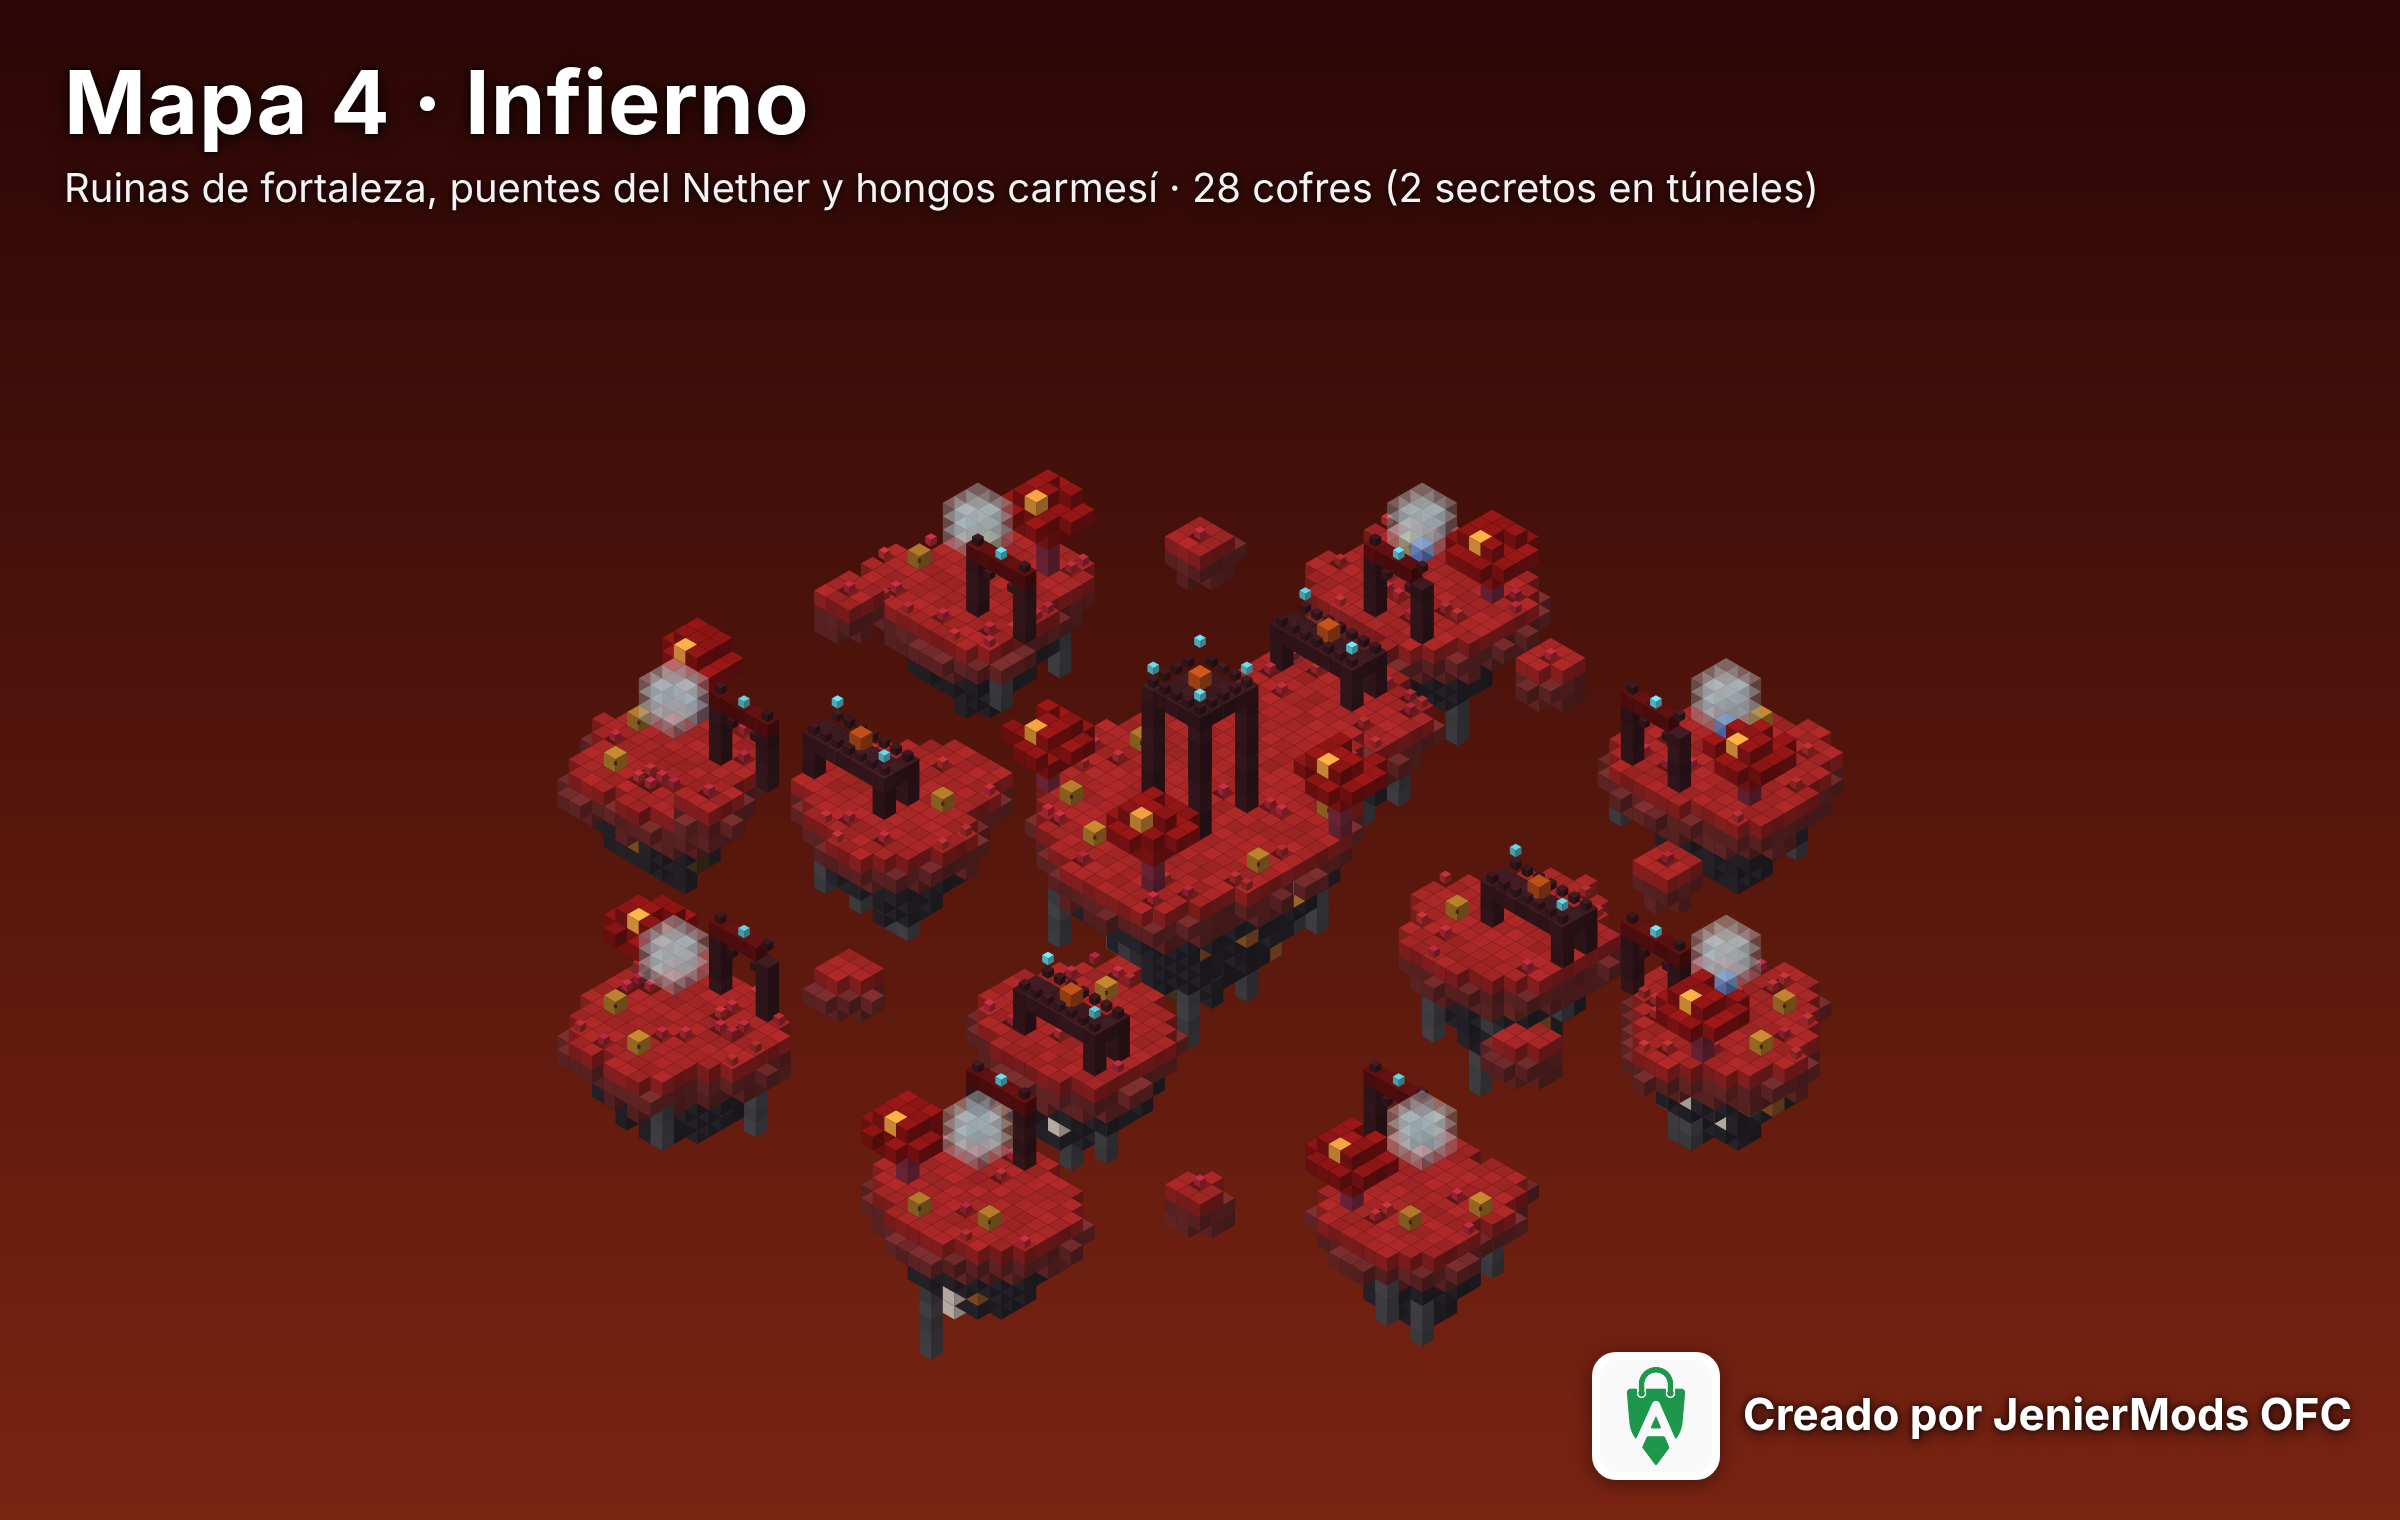 Mapa 4 · Infierno
Ruinas de fortaleza, puentes del Nether y hongos carmesí · 28 cofres (2 secretos en túneles)
A
Creado por JenierMods OFC